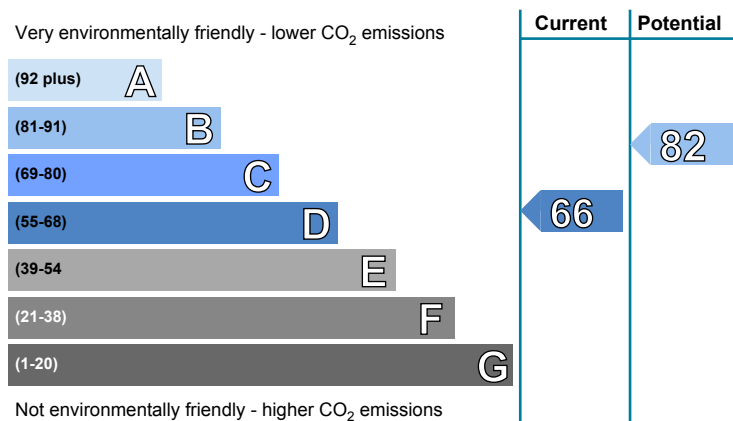 Very environmentally friendly - lower CO2 emissions
Current
Potential
(92 plus) A
(81-91) B
82
(69-80) C
(55-68) D
66
(39-54 E
(21-38) F
(1-20) G
Not environmentally friendly - higher CO2 emissions